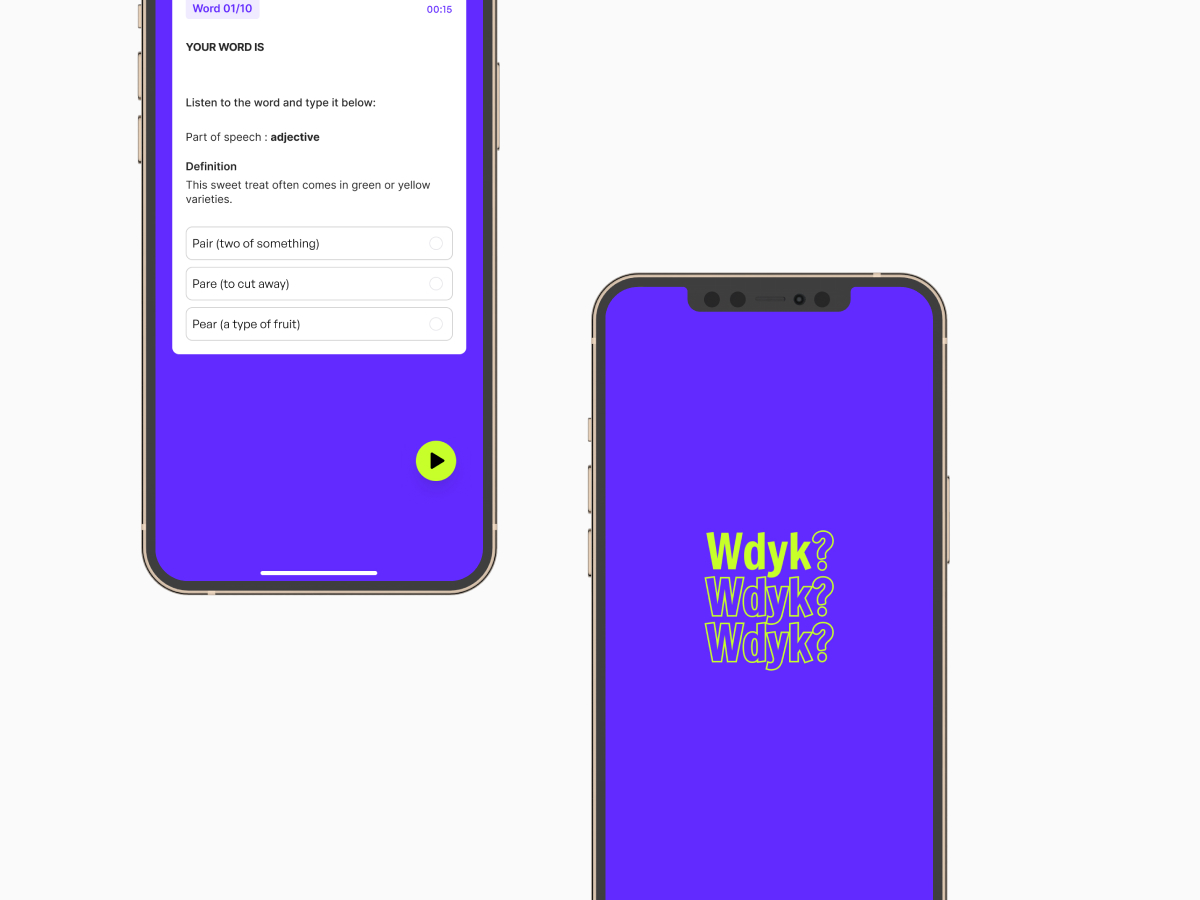 Word 01/10
00:15
YOUR WORD IS
Listen to the word and type it below:
Part of speech : adjective
Definition
This sweet treat often comes in green or yellow
varieties.
Pair (two of something)
Pare (to cut away)
Pear (a type of fruit)
Wdyk?
Wdyk?
Wdyk?